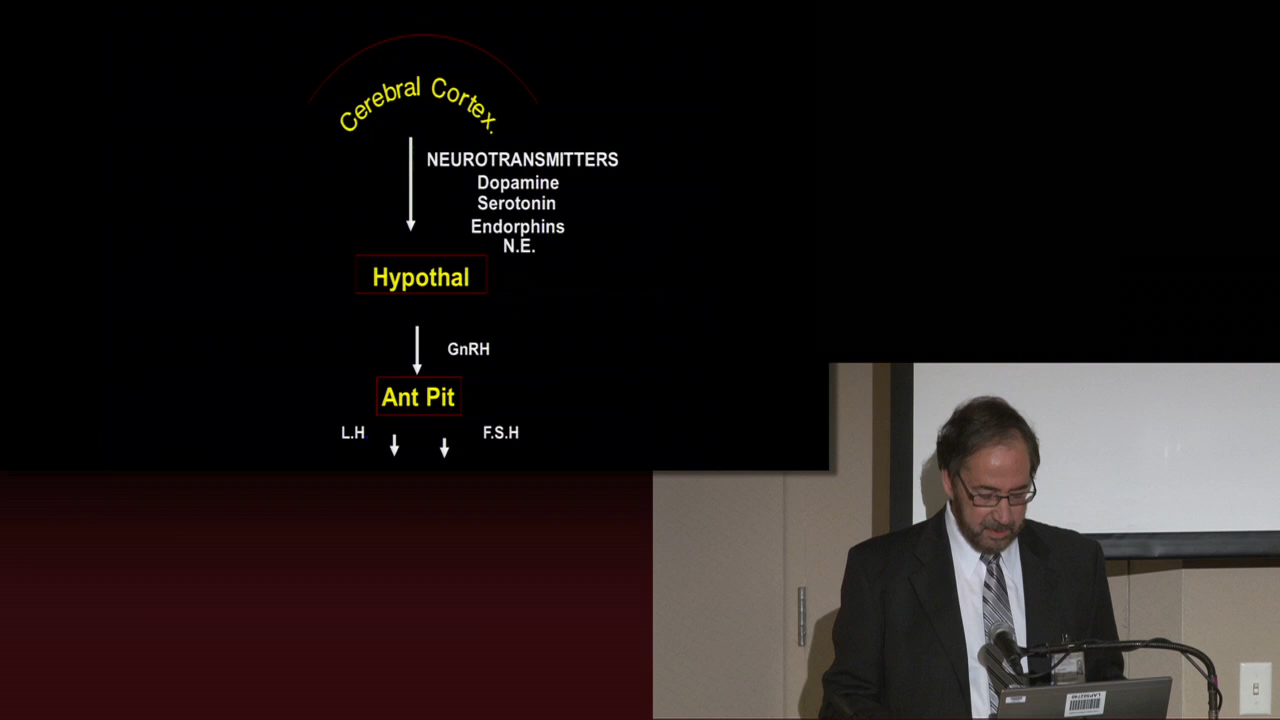 Cerebral Cortex.
NEUROTRANSMITTERS
Dopamine
Serotonin
Endorphins
N.E.
Hypothal
GnRH
Ant Pit
L.H F.S.H